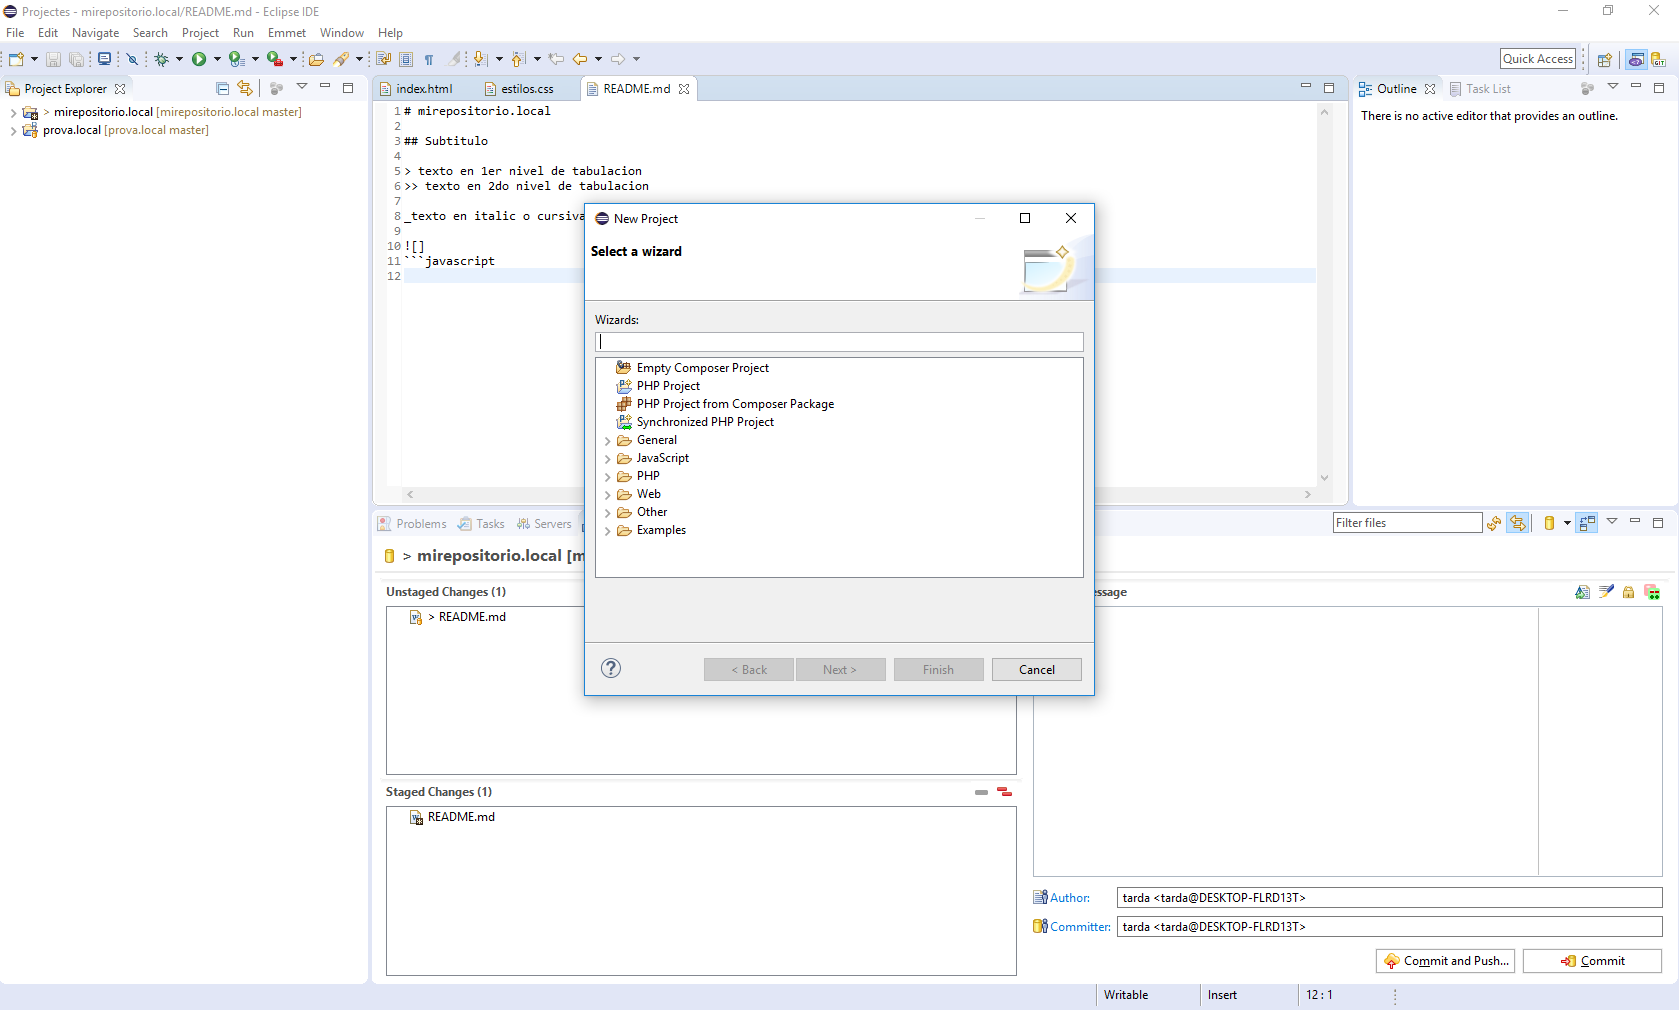 Projectes - mirepositorio.local/README.md - Eclipse IDE
File Edit Navigate Search Project Run Emmet Window Help
Quick Access
Project Explorer
> mirepositorio.local [mirepositorio.local master]
prova.local [prova.local master]
index.html estilos.css README.md
1 # mirepositorio.local
2
3 ## Subtitulo
4
5 > texto en 1er nivel de tabulacion
6 >> texto en 2do nivel de tabulacion
7
8 _texto en italic o cursiva
9
10 ![]
11 ```javascript
12
Outline Task List
There is no active editor that provides an outline.
New Project
Select a wizard
Wizards:
Empty Composer Project
PHP Project
PHP Project from Composer Package
Synchronized PHP Project
General
JavaScript
PHP
Web
Other
Examples
< Back Next > Finish Cancel
Problems Tasks Servers
Filter files
> mirepositorio.local [m
Unstaged Changes (1)
> README.md
Staged Changes (1)
README.md
ssage
Author: tarda <tarda@DESKTOP-FLRD13T>
Committer: tarda <tarda@DESKTOP-FLRD13T>
Commit and Push... Commit
Writable Insert 12 : 1